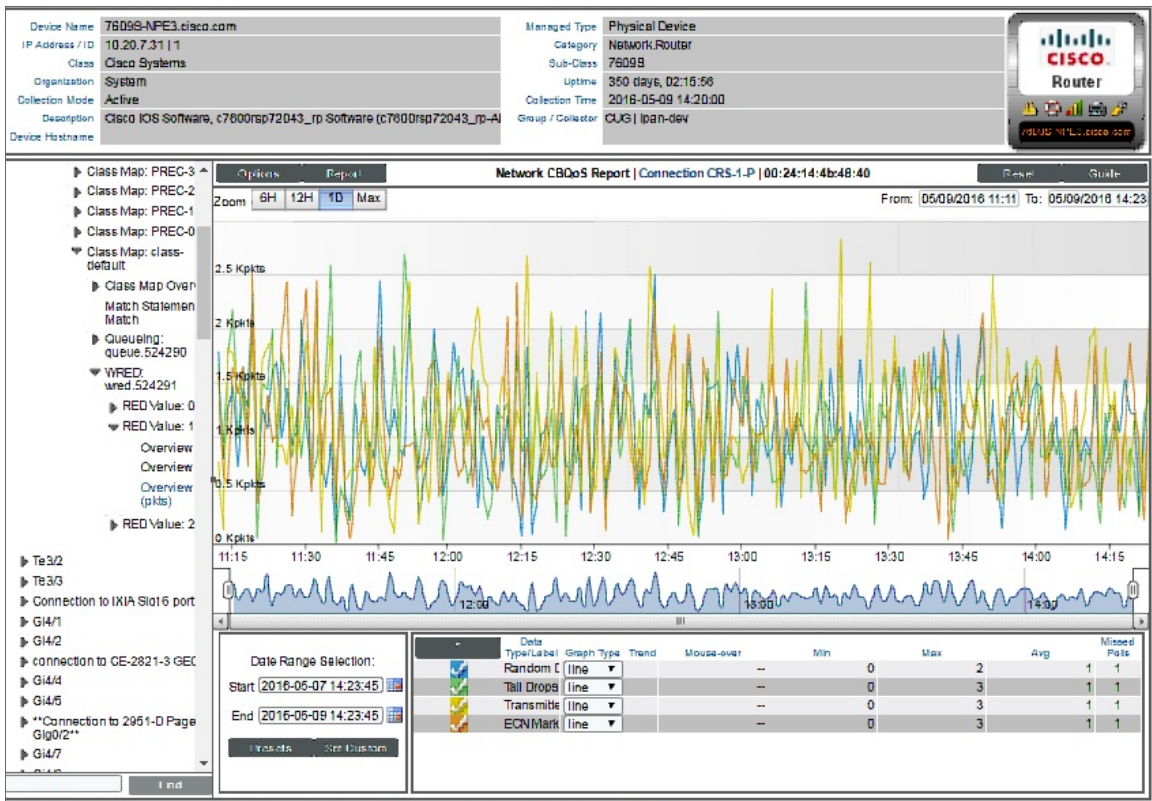 Device Name 7609S-NPE3.cisco.com
IP Address / ID 10.20.7.31 | 1
Class Cisco Systems
Organization System
Collection Mode Active
Description Cisco IOS Software, c7600rsp72043_rp Software (c7600rsp72043_rp-A
Device Hostname
Managed Type Physical Device
Category Network.Router
Sub-Class 7609S
Uptime 350 days, 02:15:56
Collection Time 2016-05-09 14:20:00
Group / Collector CUG | ipan-dev
CISCO
Router
7609S-NPE3.cisco.com
Class Map: PREC-3
Class Map: PREC-2
Class Map: PREC-1
Class Map: PREC-0
Class Map: class-
default
Class Map Over
Match Statemen
Match
Queueing:
queue.524290
WRED:
wred.524291
RED Value: 0
RED Value: 1
Overview
Overview
Overview
(pkts)
RED Value: 2
Te3/2
Te3/3
Connection to IXIA Slot 6 port
Gi4/1
Gi4/2
connection to CE-2821-3 GE
Gi4/4
Gi4/5
**Connection to 2951-D Page
Gig0/2**
Gi4/7
Find
Options Report Network CBQoS Report | Connection CRS-1-P | 00:24:14:4b:48:40 Reset Guide
Zoom 6H 12H 1D Max From: 05/09/2016 11:11 To: 05/09/2016 14:23
2.5 Kpkts
2 Kpkts
1.5 Kpkts
1 Kpkts
0.5 Kpkts
0 Kpkts
11:15 11:30 11:45 12:00 12:15 12:30 12:45 13:00 13:15 13:30 13:45 14:00 14:15
12:00 13:00 14:00
Date Range Selection:
Start 2016-05-07 14:23:45
End 2016-05-09 14:23:45
Presets Set Custom
Data
Type/Label Graph Type Trend Mouse-over Min Max Avg Missed
Polls
Random D line -- 0 2 1 1
Tail Drops line -- 0 3 1 1
Transmitte line -- 0 3 1 1
ECN Mark line -- 0 3 1 1